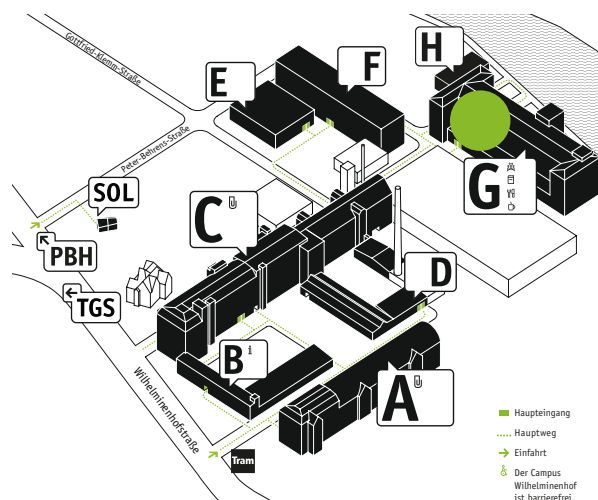 Gottfried-Klemm-Straße
Peter-Behrens-Straße
E
F
H
G
SOL
C
PBH
TGS
D
B i
A
Wilhelminenhofstraße
Tram
Haupteingang
Hauptweg
Einfahrt
Der Campus
Wilhelminenhof
ist barrierefrei.